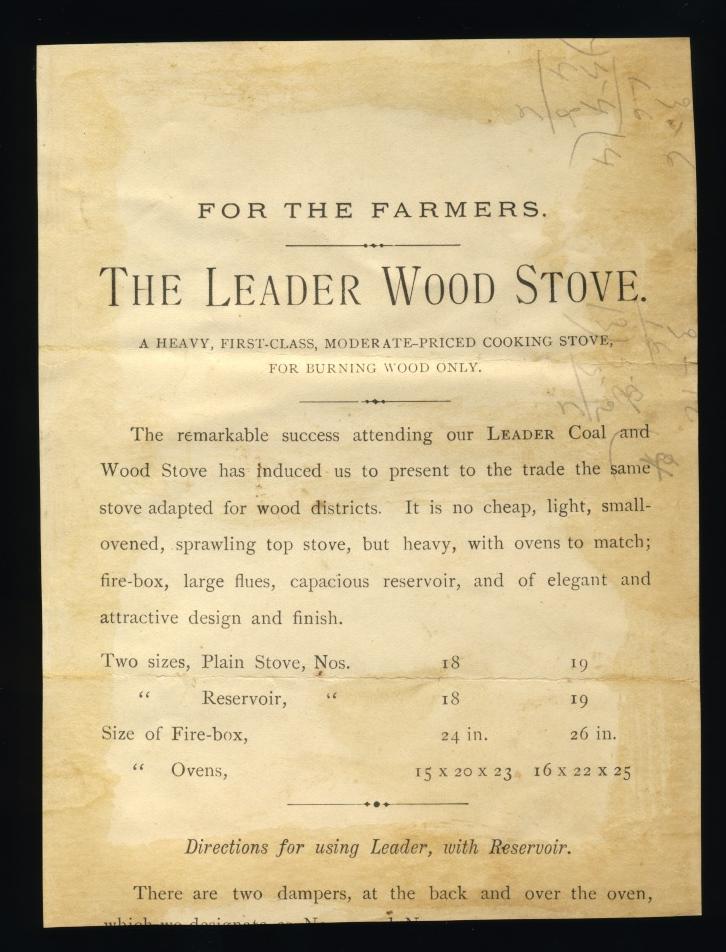 FOR THE FARMERS.
THE LEADER WOOD STOVE.
A HEAVY, FIRST-CLASS, MODERATE-PRICED COOKING STOVE,
FOR BURNING WOOD ONLY.
The remarkable success attending our LEADER Coal and
Wood Stove has induced us to present to the trade the same
stove adapted for wood districts. It is no cheap, light, small-
ovened, sprawling top stove, but heavy, with ovens to match;
fire-box, large flues, capacious reservoir, and of elegant and
attractive design and finish.
Two sizes, Plain Stove, Nos. 18 19
“ Reservoir, “ 18 19
Size of Fire-box, 24 in. 26 in.
“ Ovens, 15 x 20 x 23 16 x 22 x 25
Directions for using Leader, with Reservoir.
There are two dampers, at the back and over the oven,
which we designate as